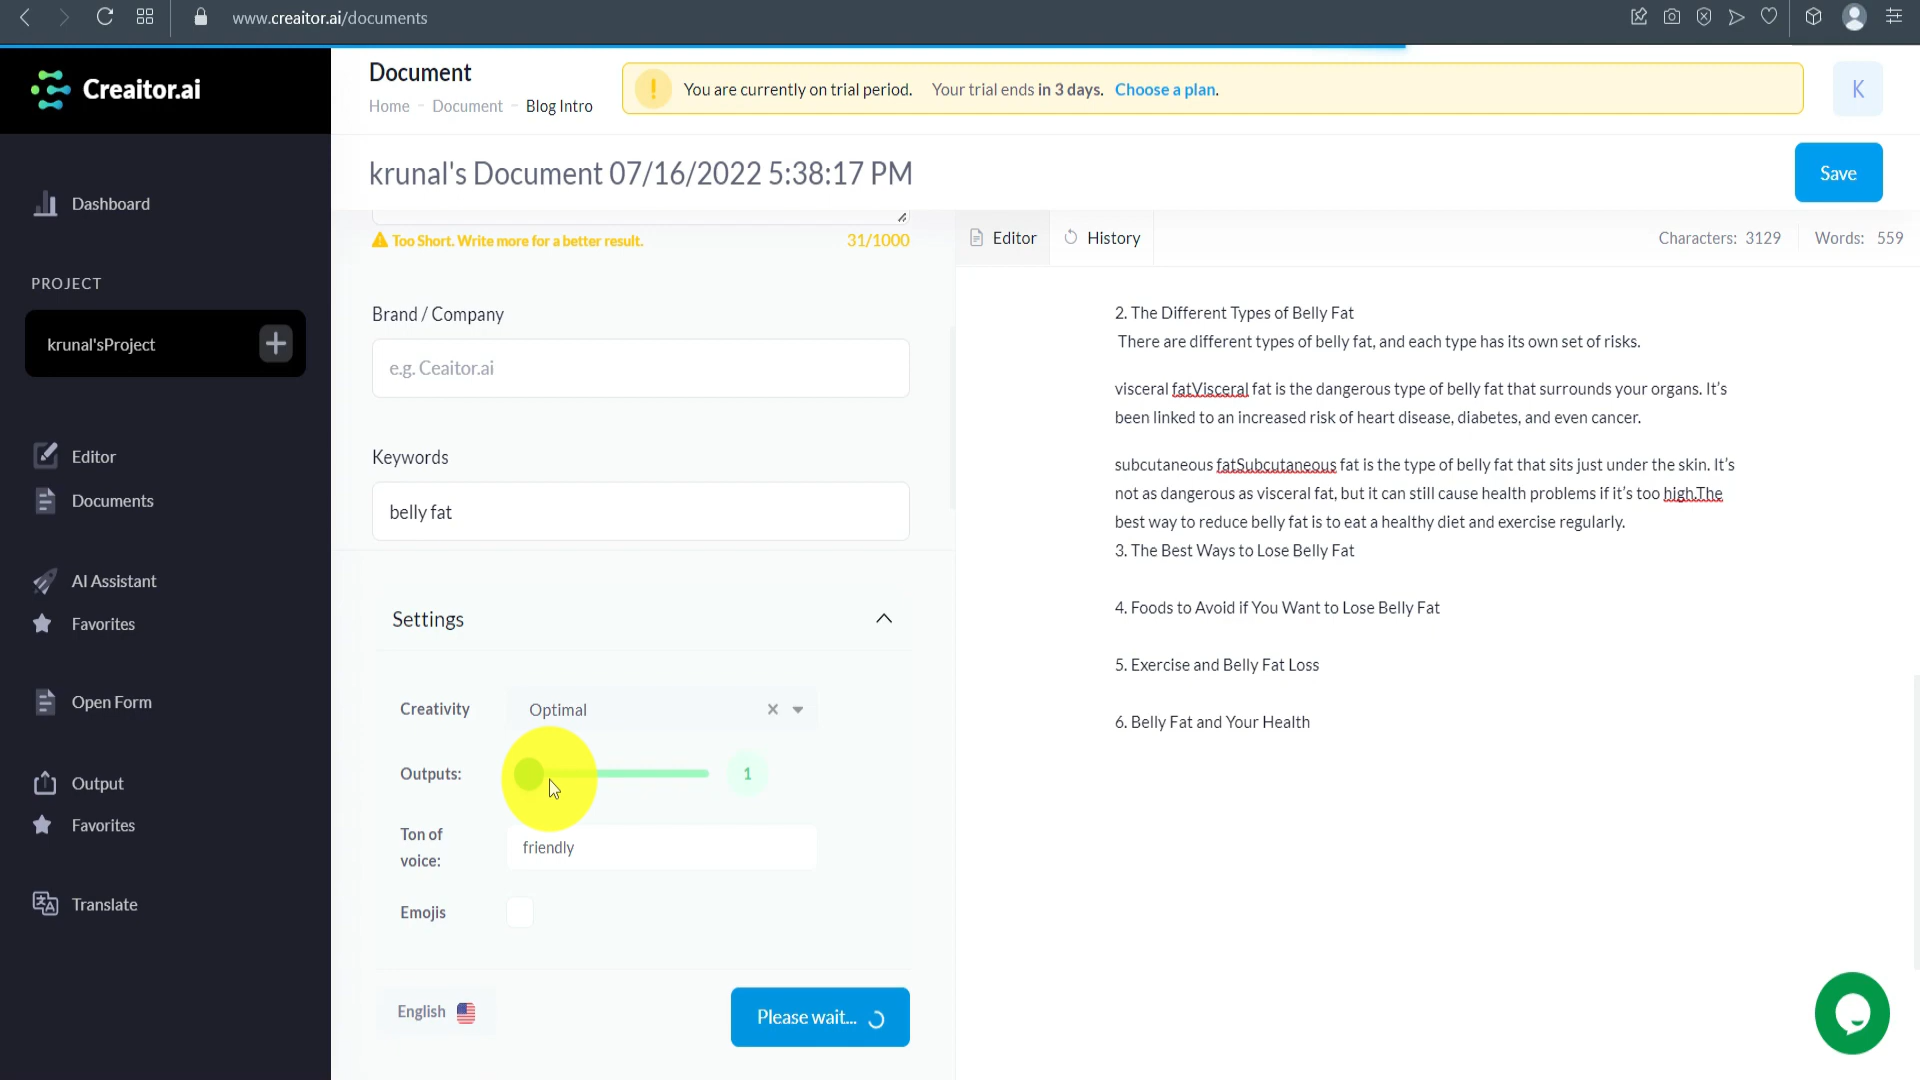 www.creaitor.ai/documents
Creaitor.ai
Document
Home - Document - Blog Intro
! You are currently on trial period. Your trial ends in 3 days. Choose a plan.
K
krunal's Document 07/16/2022 5:38:17 PM
Save
Dashboard
PROJECT
krunal'sProject
Editor
Documents
AI Assistant
Favorites
Open Form
Output
Favorites
Translate
Too Short. Write more for a better result. 31/1000
Brand / Company
e.g. Ceaitor.ai
Keywords
belly fat
Settings
Creativity Optimal
Outputs: 1
Ton of
voice:
friendly
Emojis
English
Please wait...
Editor History Characters: 3129 Words: 559
2. The Different Types of Belly Fat
There are different types of belly fat, and each type has its own set of risks.
visceral fatVisceral fat is the dangerous type of belly fat that surrounds your organs. It's
been linked to an increased risk of heart disease, diabetes, and even cancer.
subcutaneous fatSubcutaneous fat is the type of belly fat that sits just under the skin. It's
not as dangerous as visceral fat, but it can still cause health problems if it's too high.The
best way to reduce belly fat is to eat a healthy diet and exercise regularly.
3. The Best Ways to Lose Belly Fat
4. Foods to Avoid if You Want to Lose Belly Fat
5. Exercise and Belly Fat Loss
6. Belly Fat and Your Health